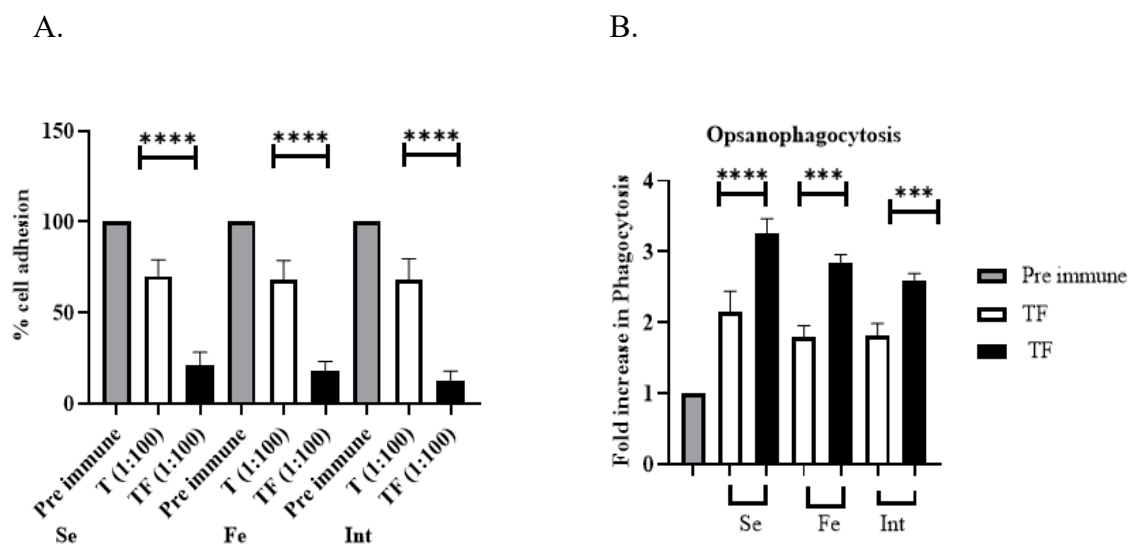 A.
150
100
50
0
% cell adhesion
****
****
****
Pre immune
T (1:100)
TF (1:100)
Pre immune
T (1:100)
TF (1:100)
Pre immune
T (1:100)
TF (1:100)
Se
Fe
Int
B.
Opsanophagocytosis
4
3
2
1
0
Fold increase in Phagocytosis
****
***
***
Se
Fe
Int
Pre immune
TF
TF